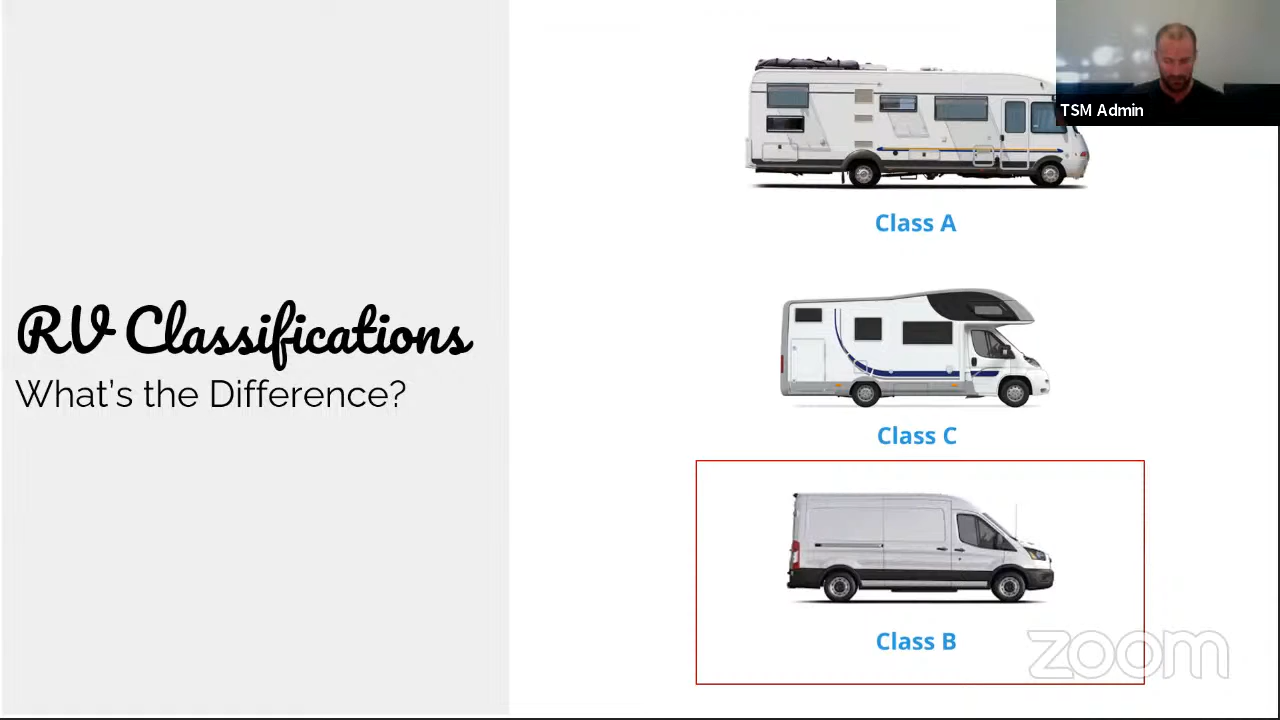 TSM Admin
Class A
RV Classifications
What's the Difference?
Class C
Class B
zoom